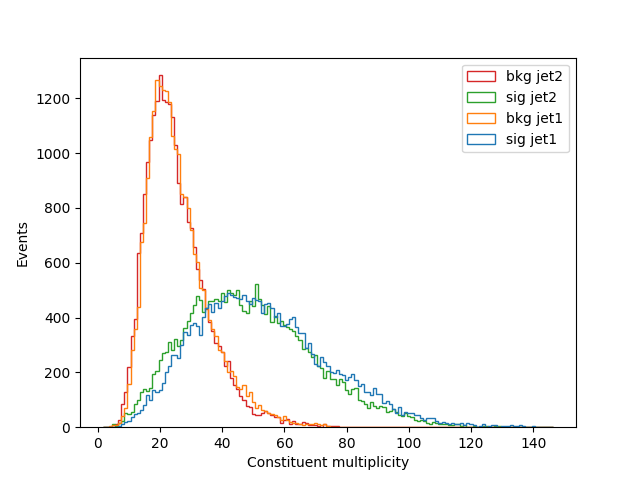 bkg jet2
sig jet2
bkg jet1
sig jet1
Events
1200
1000
800
600
400
200
0
0 20 40 60 80 100 120 140
Constituent multiplicity